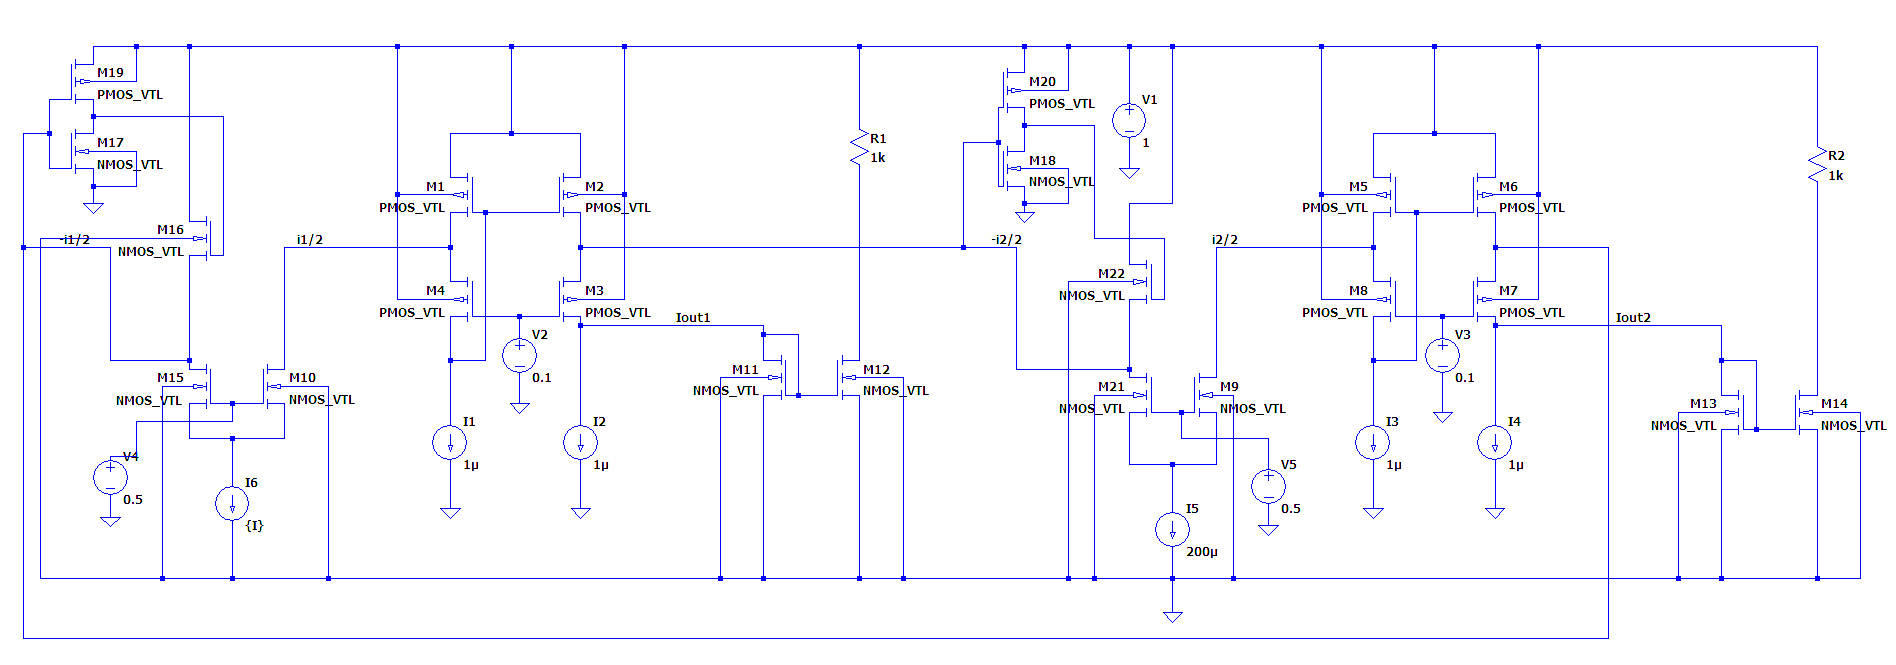 M19
PMOS_VTL
M17
NMOS_VTL
M16
NMOS_VTL
-i1/2
i1/2
M15
NMOS_VTL
M10
NMOS_VTL
V4
0.5
I6
{I}
M1
PMOS_VTL
M2
PMOS_VTL
M4
PMOS_VTL
M3
PMOS_VTL
V2
0.1
I1
1µ
I2
1µ
Iout1
R1
1k
M11
NMOS_VTL
M12
NMOS_VTL
M20
PMOS_VTL
M18
NMOS_VTL
V1
1
-i2/2
i2/2
M22
NMOS_VTL
M21
NMOS_VTL
M9
NMOS_VTL
V5
0.5
I5
200µ
M5
PMOS_VTL
M6
PMOS_VTL
M8
PMOS_VTL
M7
PMOS_VTL
V3
0.1
I3
1µ
I4
1µ
Iout2
R2
1k
M13
NMOS_VTL
M14
NMOS_VTL